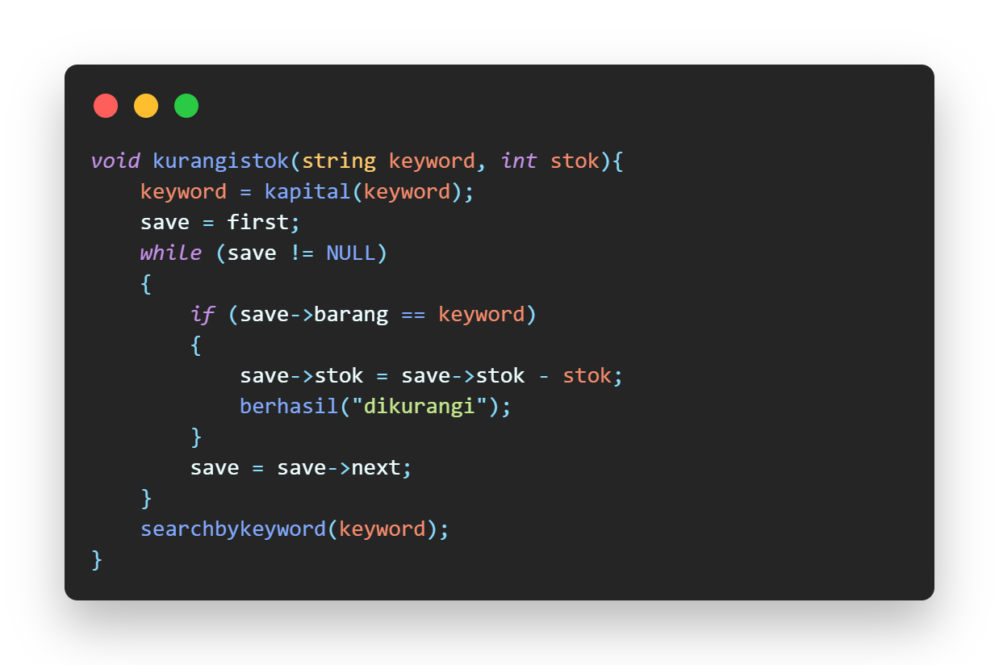 void kurangistok(string keyword, int stok){
    keyword = kapital(keyword);
    save = first;
    while (save != NULL)
    {
        if (save->barang == keyword)
        {
            save->stok = save->stok - stok;
            berhasil("dikurangi");
        }
        save = save->next;
    }
    searchbykeyword(keyword);
}